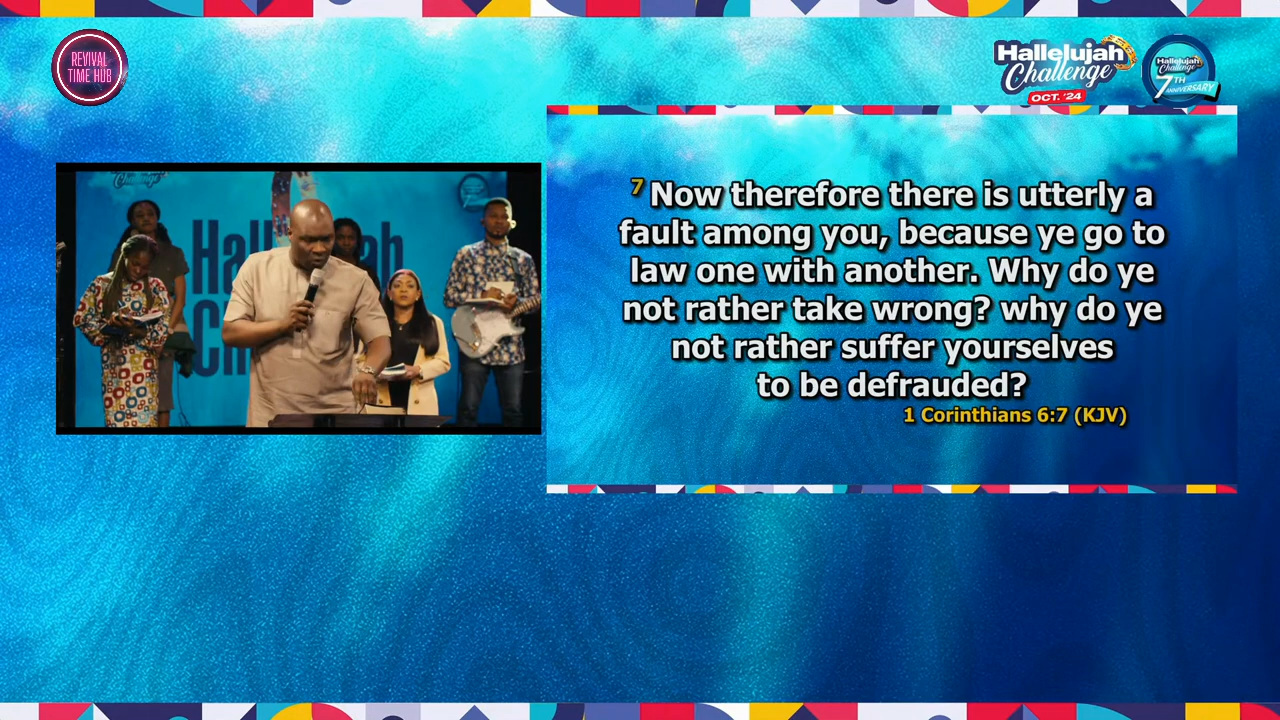 REVIVAL
TIME HUB
Hallelujah
Challenge
OCT. '24
Hallelujah
Challenge
7TH
ANNIVERSARY
7 Now therefore there is utterly a
fault among you, because ye go to
law one with another. Why do ye
not rather take wrong? why do ye
not rather suffer yourselves
to be defrauded?
1 Corinthians 6:7 (KJV)